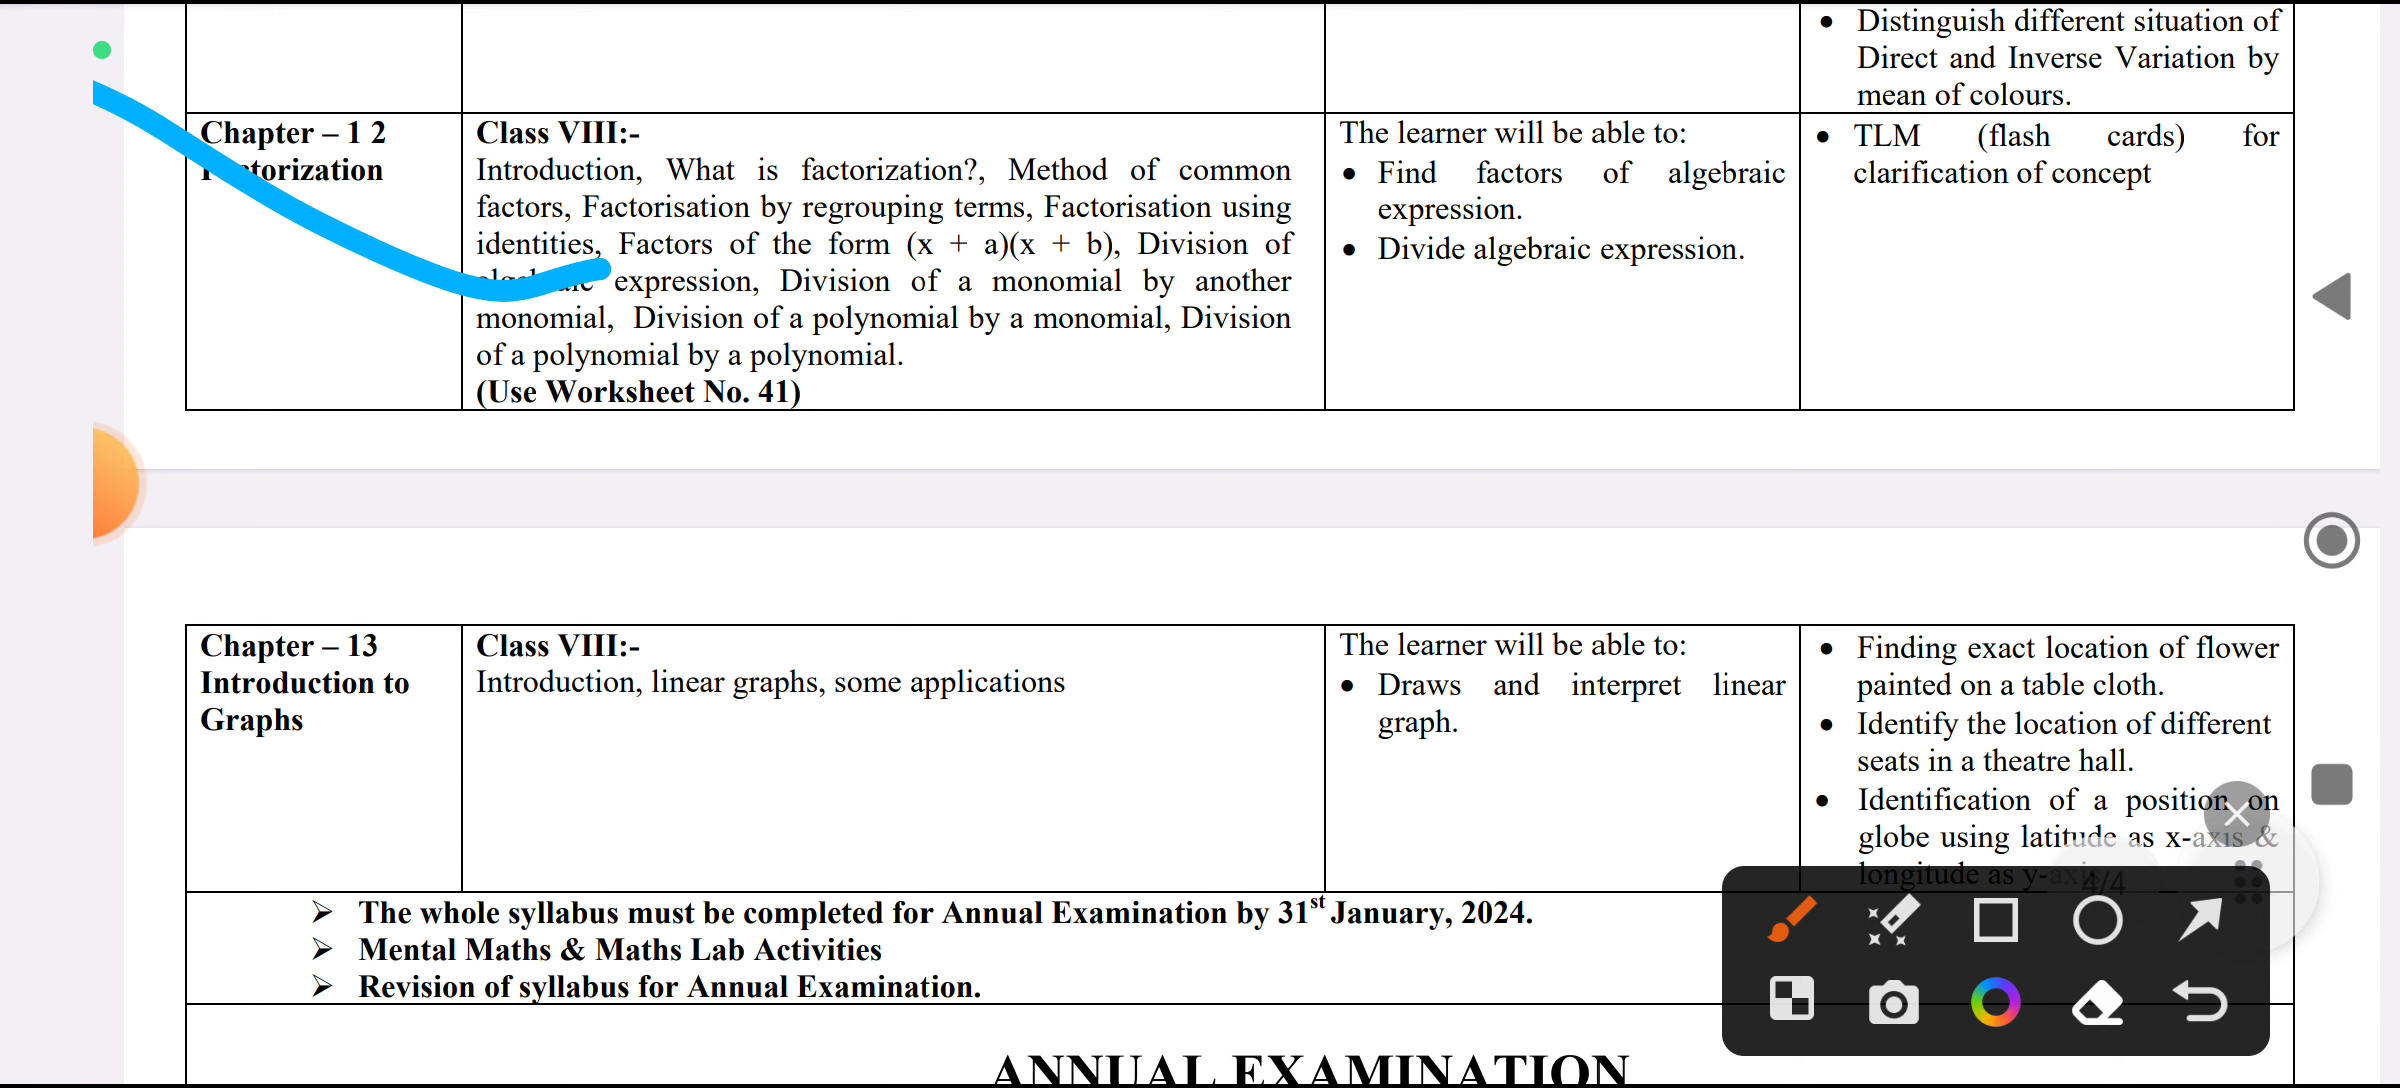 • Distinguish different situation of
Direct and Inverse Variation by
mean of colours.
Chapter – 1 2
Class VIII:-
Introduction, What is factorization?, Method of common
factors, Factorisation by regrouping terms, Factorisation using
identities, Factors of the form (x + a)(x + b), Division of
expression, Division of a monomial by another
monomial, Division of a polynomial by a monomial, Division
of a polynomial by a polynomial.
(Use Worksheet No. 41)
The learner will be able to:
• Find factors of algebraic
expression.
• Divide algebraic expression.
• TLM (flash cards) for
clarification of concept
Chapter – 13
Introduction to
Graphs
Class VIII:-
Introduction, linear graphs, some applications
The learner will be able to:
• Draws and interpret linear
graph.
• Finding exact location of flower
painted on a table cloth.
• Identify the location of different
seats in a theatre hall.
• Identification of a position on
globe using latitude as x-axis &
longitude as y-axis
4/4
➢ The whole syllabus must be completed for Annual Examination by 31st January, 2024.
➢ Mental Maths & Maths Lab Activities
➢ Revision of syllabus for Annual Examination.
ANNUAL EXAMINATION